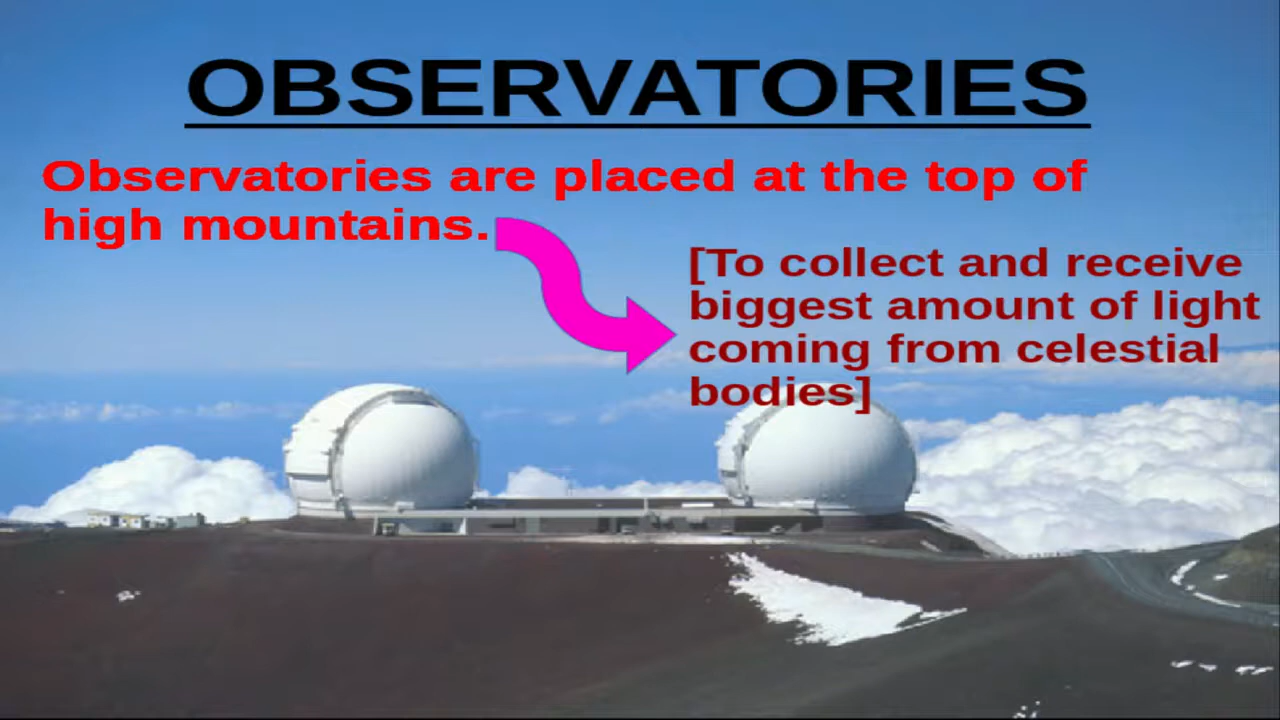 OBSERVATORIES
Observatories are placed at the top of
high mountains.
[To collect and receive
biggest amount of light
coming from celestial
bodies]